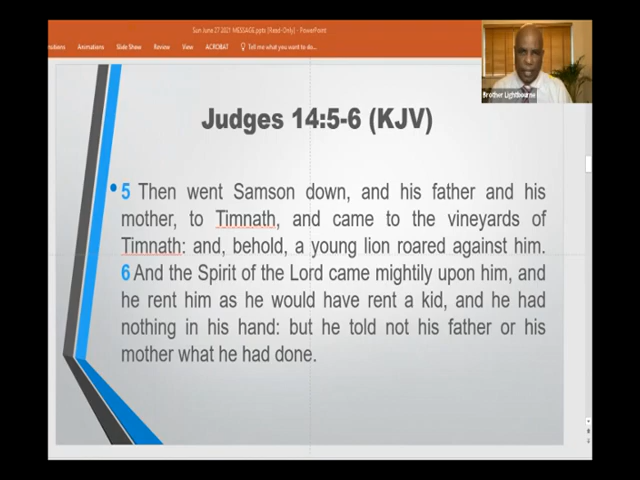 Sun June 27 2021 MESSAGE.pptx [Read-Only] - PowerPoint
Animations Slide Show Review View ACROBAT Tell me what you want to do...
Brother Lightbourne
Judges 14:5-6 (KJV)
• 5 Then went Samson down, and his father and his
mother, to Timnath, and came to the vineyards of
Timnath: and, behold, a young lion roared against him.
6 And the Spirit of the Lord came mightily upon him, and
he rent him as he would have rent a kid, and he had
nothing in his hand: but he told not his father or his
mother what he had done.